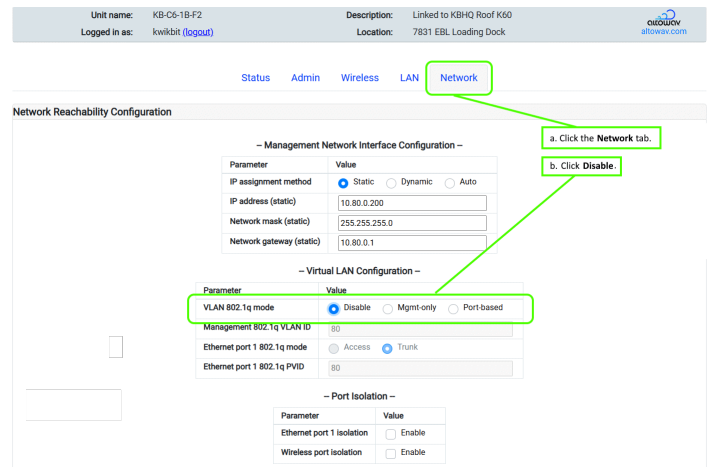 Unit name: KB-C6-1B-F2 Description: Linked to KBHQ Roof K60
Logged in as: kwikbit (logout) Location: 7831 EBL Loading Dock
altowav
altowav.com
Status Admin Wireless LAN Network
Network Reachability Configuration
a. Click the Network tab.
b. Click Disable.
– Management Network Interface Configuration –
Parameter Value
IP assignment method Static Dynamic Auto
IP address (static) 10.80.0.200
Network mask (static) 255.255.255.0
Network gateway (static) 10.80.0.1
– Virtual LAN Configuration –
Parameter Value
VLAN 802.1q mode Disable Mgmt-only Port-based
Management 802.1q VLAN ID 80
Ethernet port 1 802.1q mode Access Trunk
Ethernet port 1 802.1q PVID 80
– Port Isolation –
Parameter Value
Ethernet port 1 isolation Enable
Wireless port isolation Enable